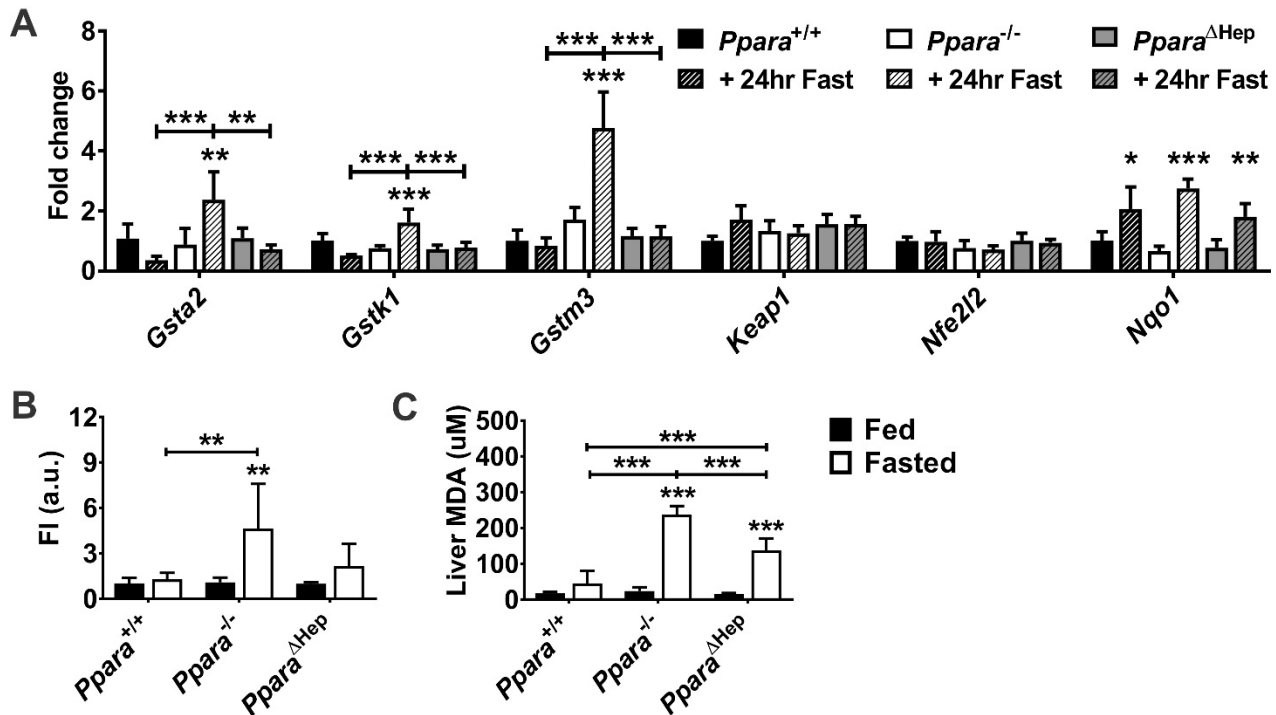 A
Fold change
8
6
4
2
0
*** ***
*** **
**
*** ***
***
***
* *** **
Ppara+/+ Ppara-/- PparaΔHep
+ 24hr Fast + 24hr Fast + 24hr Fast
Gsta2 Gstk1 Gstm3 Keap1 Nfe2l2 Nqo1
B
FI (a.u.)
12
9
6
3
0
**
**
Ppara+/+ Ppara-/- PparaΔHep
C
Liver MDA (uM)
500
400
300
200
100
0
***
*** ***
***
***
Ppara+/+ Ppara-/- PparaΔHep
Fed
Fasted